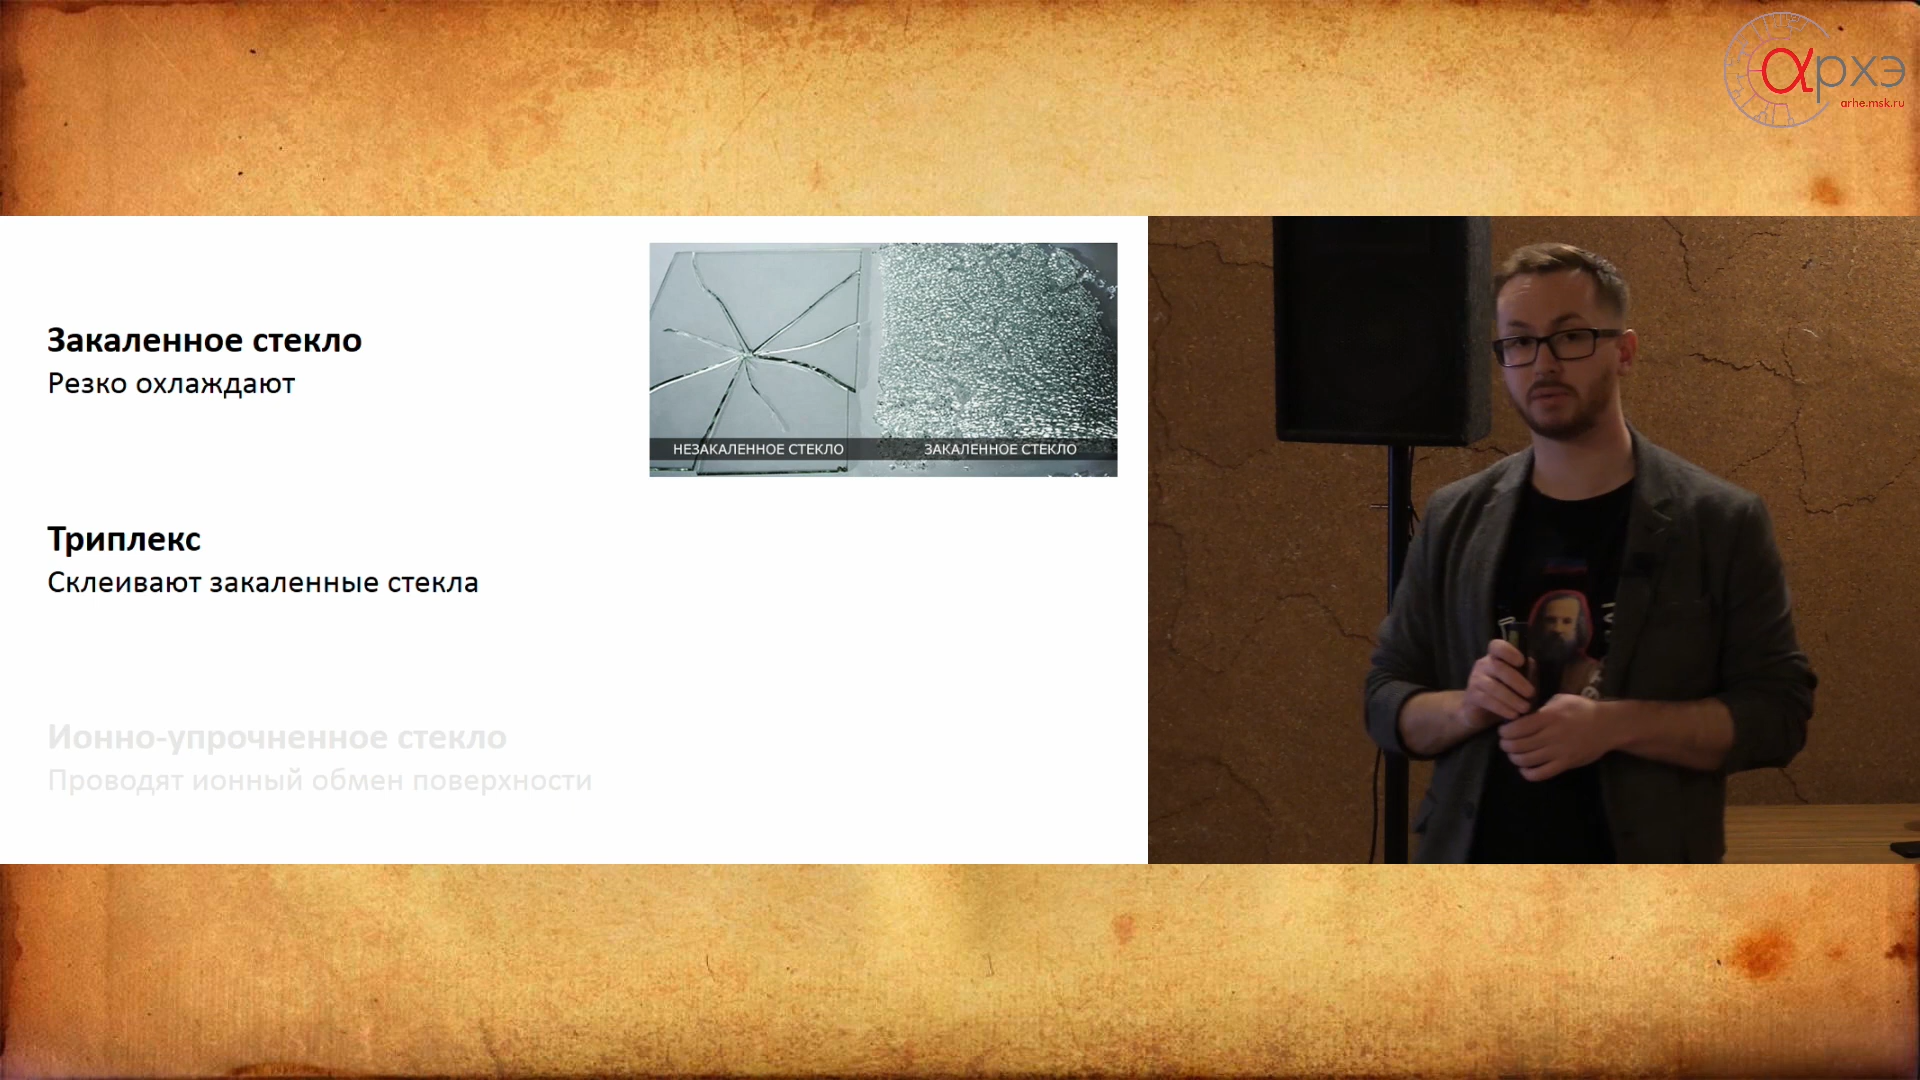 αрхэ
arhe.msk.ru
Закаленное стекло
Резко охлаждают
НЕЗАКАЛЕННОЕ СТЕКЛО
ЗАКАЛЕННОЕ СТЕКЛО
Триплекс
Склеивают закаленные стекла
Ионно-упрочненное стекло
Проводят ионный обмен поверхности